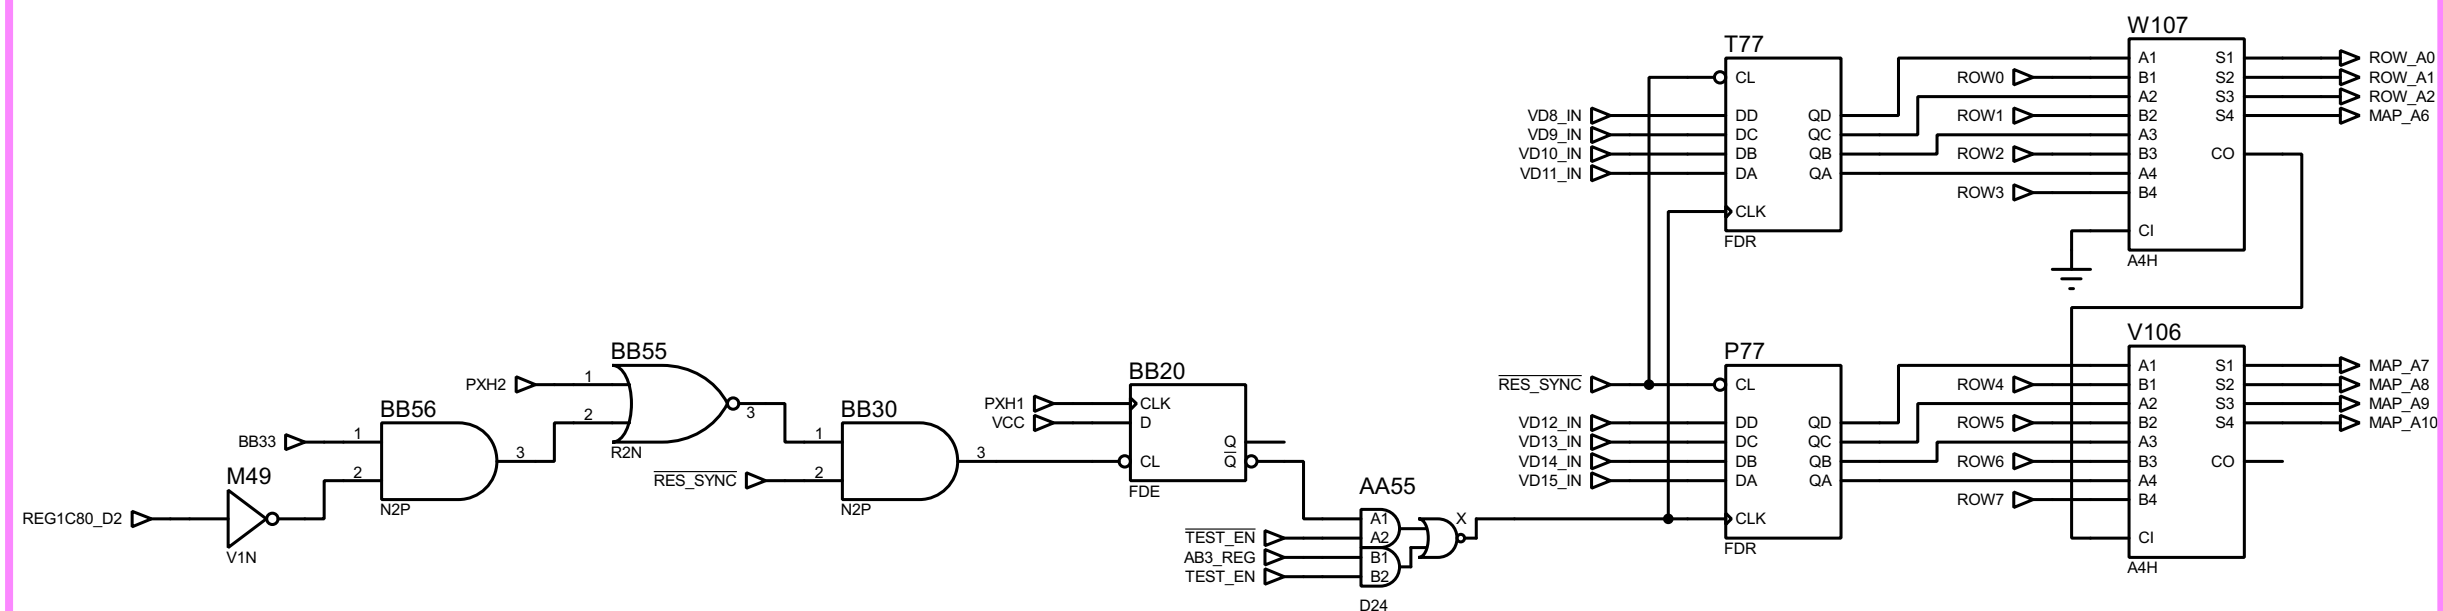 W107
T77
A1 S1 ROW_A0
CL ROW0 B1 S2 ROW_A1
A2 S3 ROW_A2
VD8_IN DD QD ROW1 B2 S4 MAP_A6
VD9_IN DC QC A3
VD10_IN DB QB ROW2 B3 CO
VD11_IN DA QA A4
ROW3 B4
CLK
CI
FDR
A4H
V106
BB55 P77
BB20 A1 S1 MAP_A7
PXH2 1 RES_SYNC CL ROW4 B1 S2 MAP_A8
BB56 BB30 PXH1 CLK A2 S3 MAP_A9
2 3 VCC D VD12_IN DD QD ROW5 B2 S4 MAP_A10
BB33 1 1 Q VD13_IN DC QC A3
R2N
3 3 CL Q VD14_IN DB QB ROW6 B3 CO
M49 2 RES_SYNC 2 VD15_IN DA QA A4
FDE AA55
N2P N2P ROW7 B4
REG1C80_D2 A1 X CLK
TEST_EN A2 CI
V1N AB3_REG B1 FDR
A4H
TEST_EN B2
D24